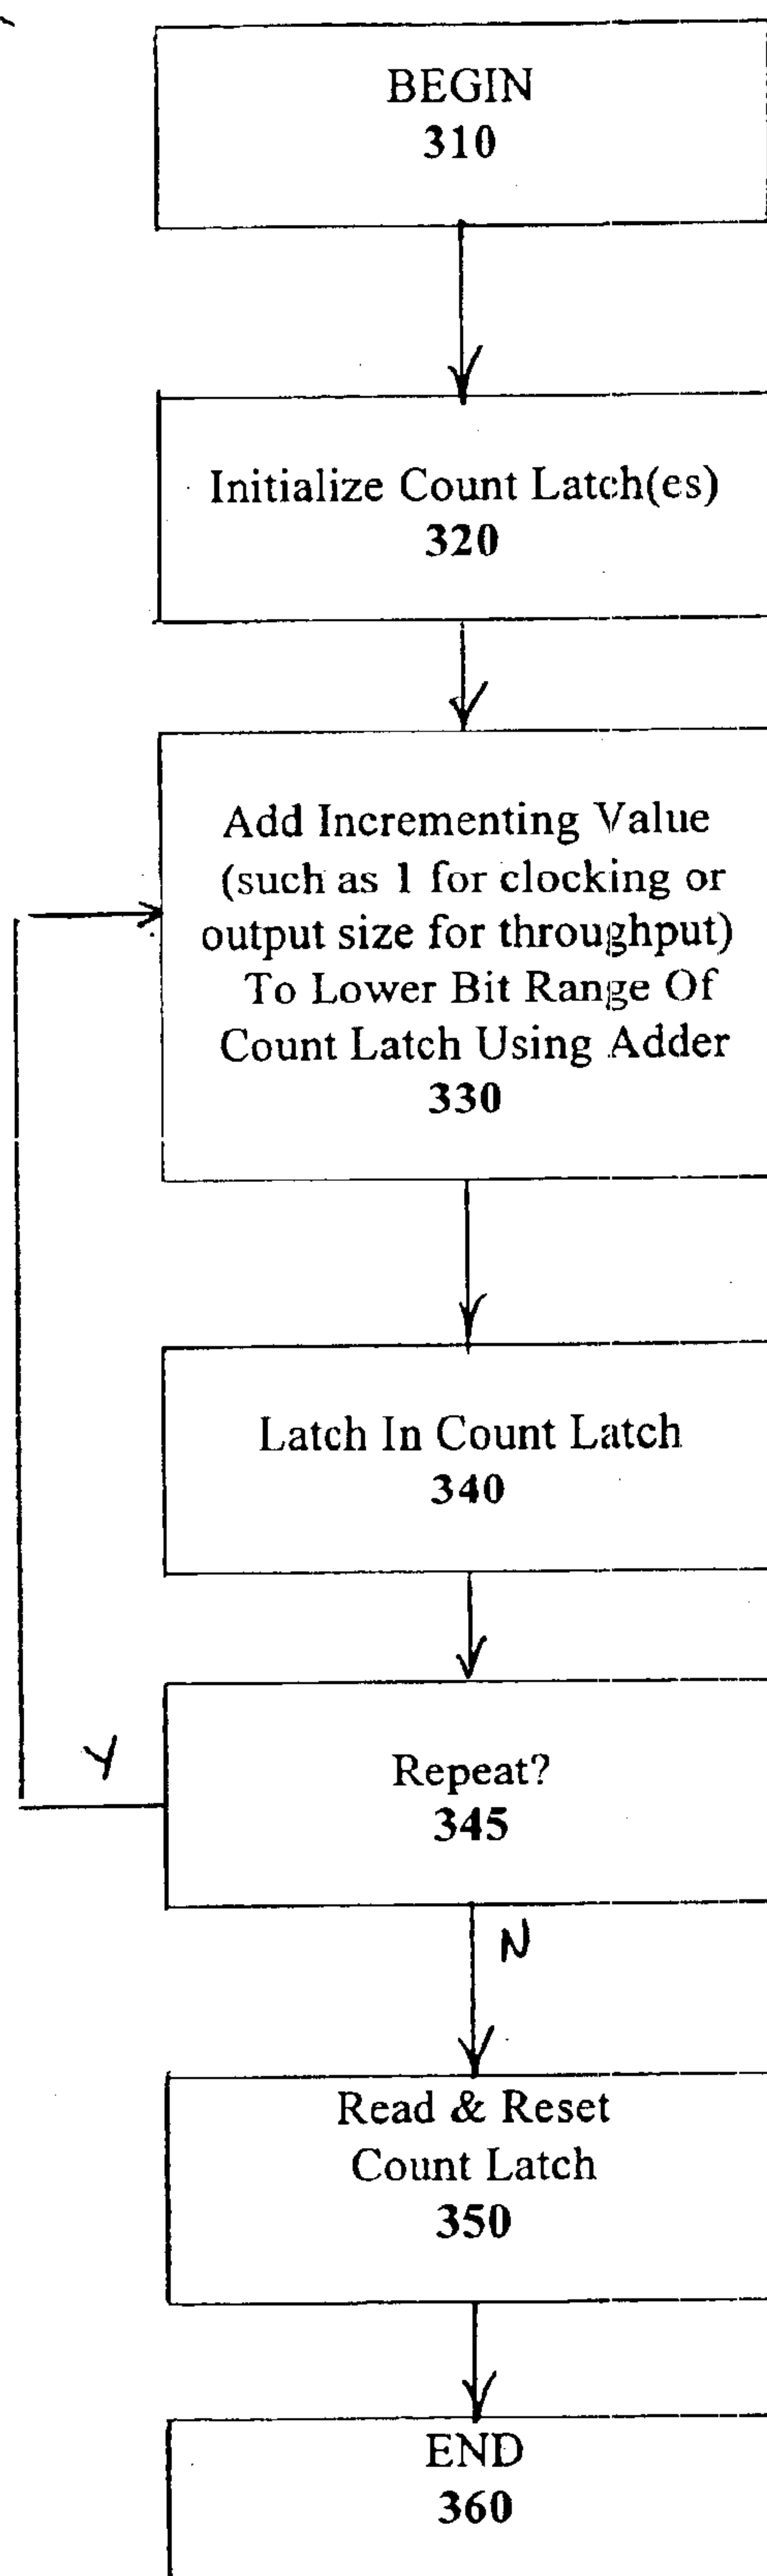 BEGIN
310
Initialize Count Latch(es)
320
Add Incrementing Value
(such as 1 for clocking or
output size for throughput)
To Lower Bit Range Of
Count Latch Using Adder
330
Latch In Count Latch
340
Repeat?
345
Y
N
Read & Reset
Count Latch
350
END
360